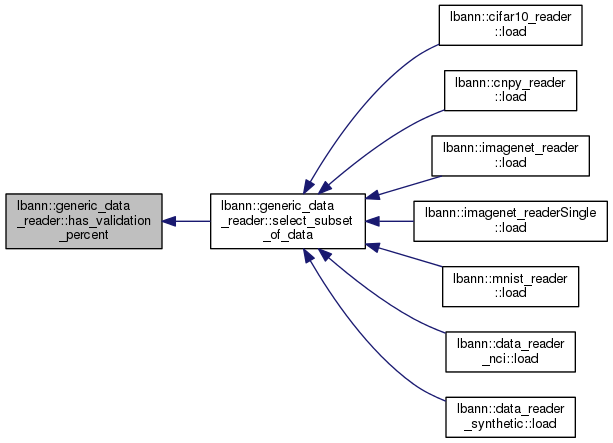 lbann::generic_data
_reader::has_validation
_percent
lbann::generic_data
_reader::select_subset
_of_data
lbann::cifar10_reader
::load
lbann::cnpy_reader
::load
lbann::imagenet_reader
::load
lbann::imagenet_readerSingle
::load
lbann::mnist_reader
::load
lbann::data_reader
_nci::load
lbann::data_reader
_synthetic::load